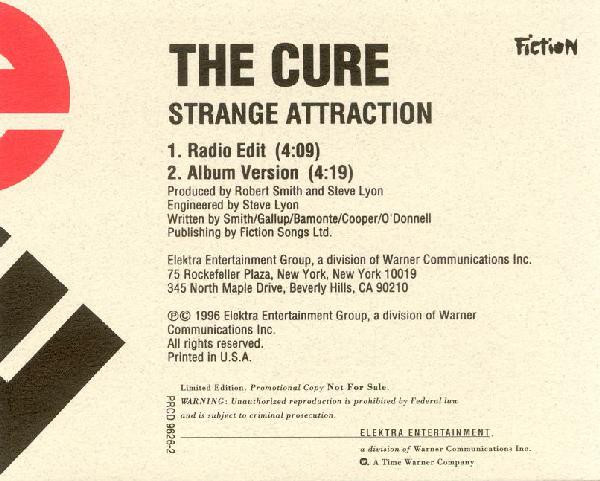 FictioN
THE CURE
STRANGE ATTRACTION
1. Radio Edit (4:09)
2. Album Version (4:19)
Produced by Robert Smith and Steve Lyon
Engineered by Steve Lyon
Written by Smith/Gallup/Bamonte/Cooper/O'Donnell
Publishing by Fiction Songs Ltd.
Elektra Entertainment Group, a division of Warner Communications Inc.
75 Rockefeller Plaza, New York, New York 10019
345 North Maple Drive, Beverly Hills, CA 90210
℗© 1996 Elektra Entertainment Group, a division of Warner
Communications Inc.
All rights reserved.
Printed in U.S.A.
Limited Edition. Promotional Copy Not For Sale.
WARNING: Unauthorized reproduction is prohibited by Federal law
and is subject to criminal prosecution.
PRCD 9626-2
ELEKTRA ENTERTAINMENT,
a division of Warner Communications Inc.
A Time Warner Company